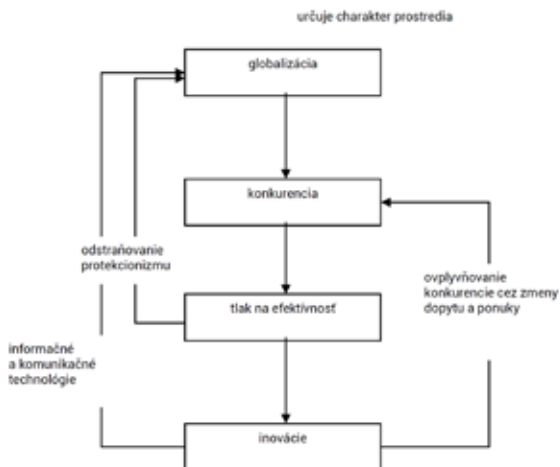 určuje charakter prostredia
globalizácia
konkurencia
odstraňovanie
protekcionizmu
ovplyvňovanie
konkurencie cez zmeny
dopytu a ponuky
tlak na efektívnosť
informačné
a komunikačné
technológie
inovácie